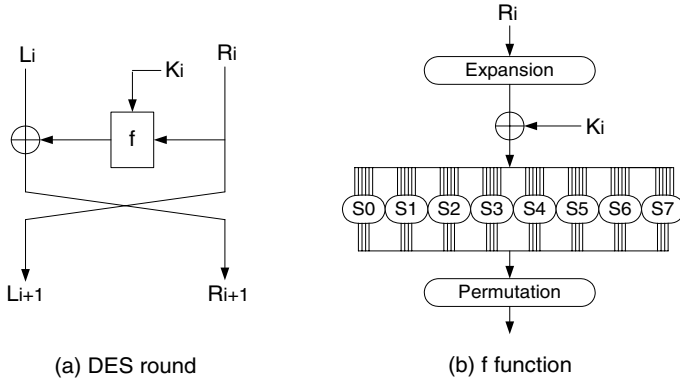 Li
Ri
Ki
f
Li+1
Ri+1
(a) DES round
Ri
Expansion
Ki
S0 S1 S2 S3 S4 S5 S6 S7
Permutation
(b) f function